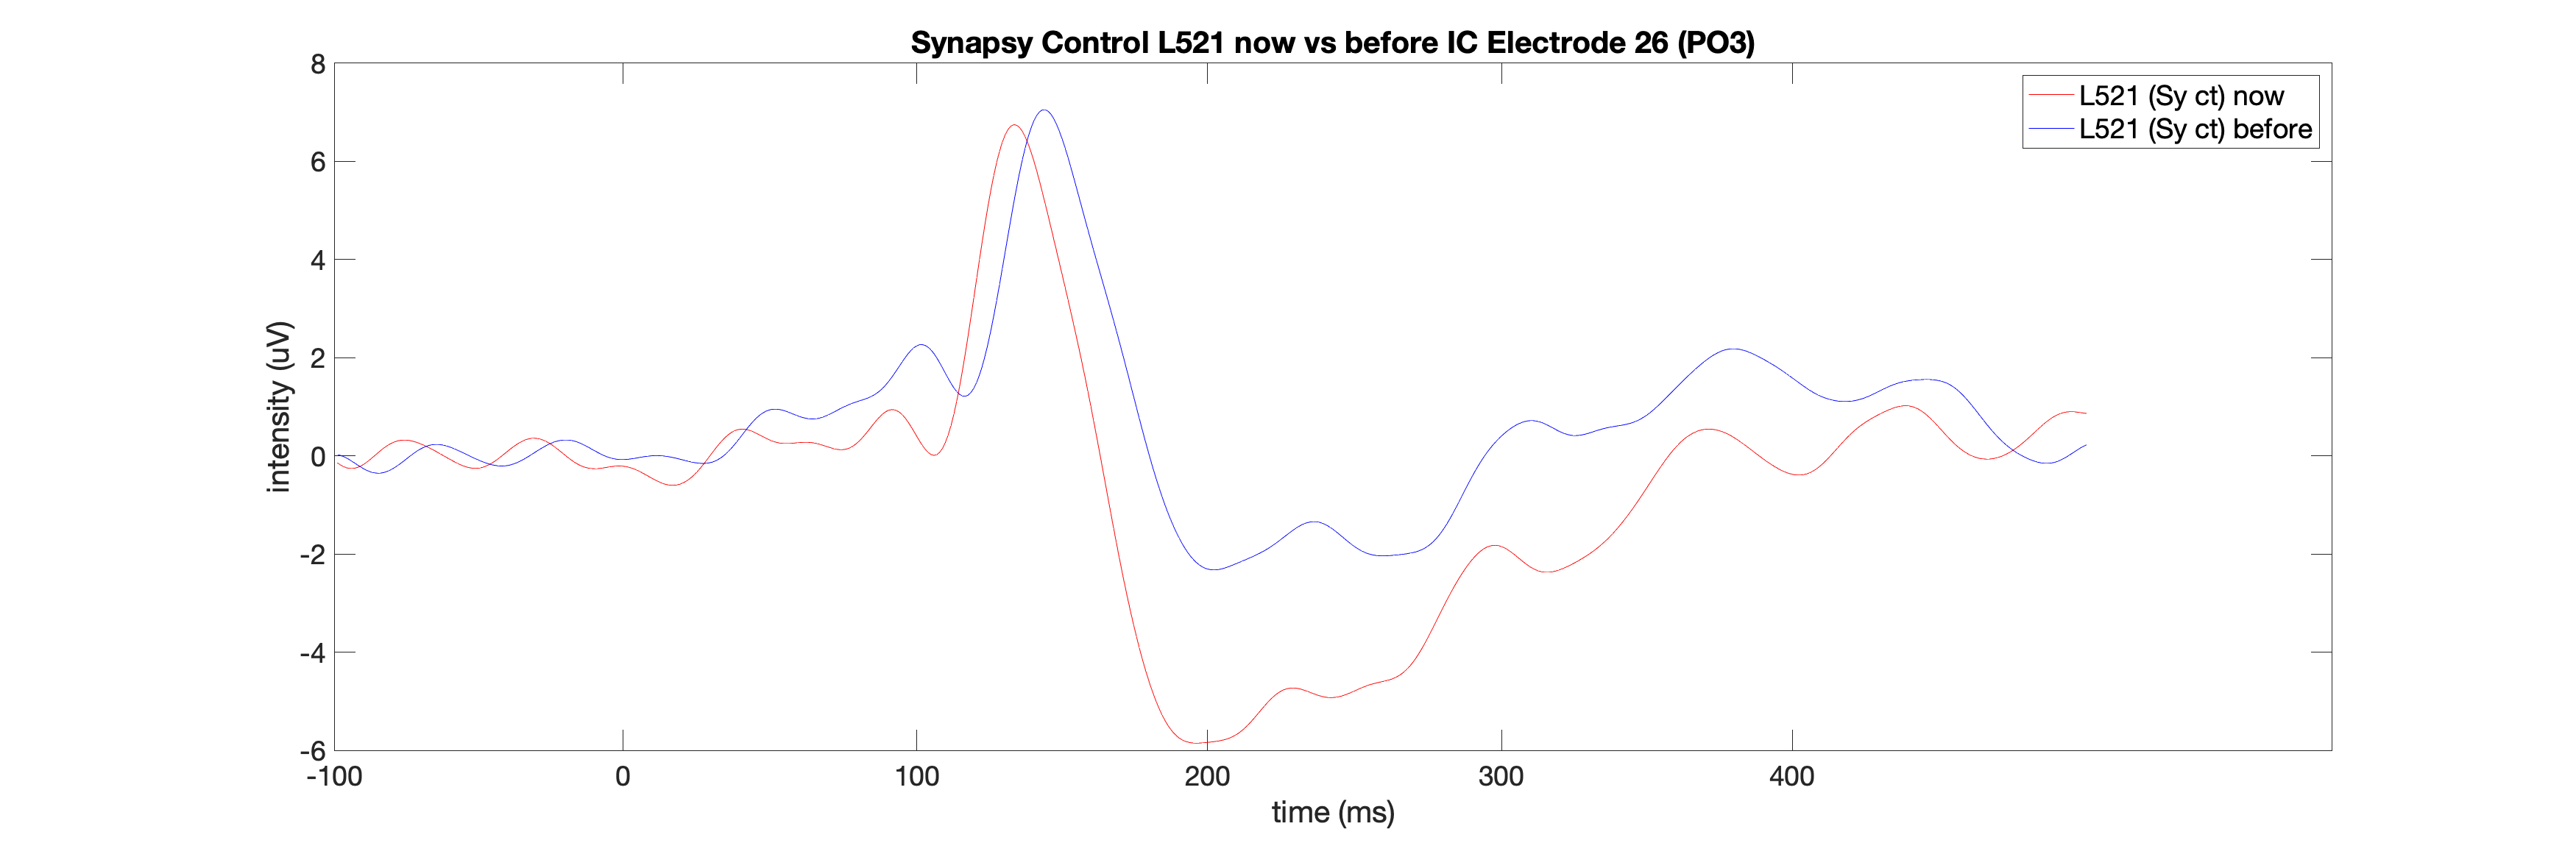 Synapsy Control L521 now vs before IC Electrode 26 (PO3)
8
6
4
2
0
-2
-4
-6
intensity (uV)
L521 (Sy ct) now
L521 (Sy ct) before
-100 0 100 200 300 400
time (ms)